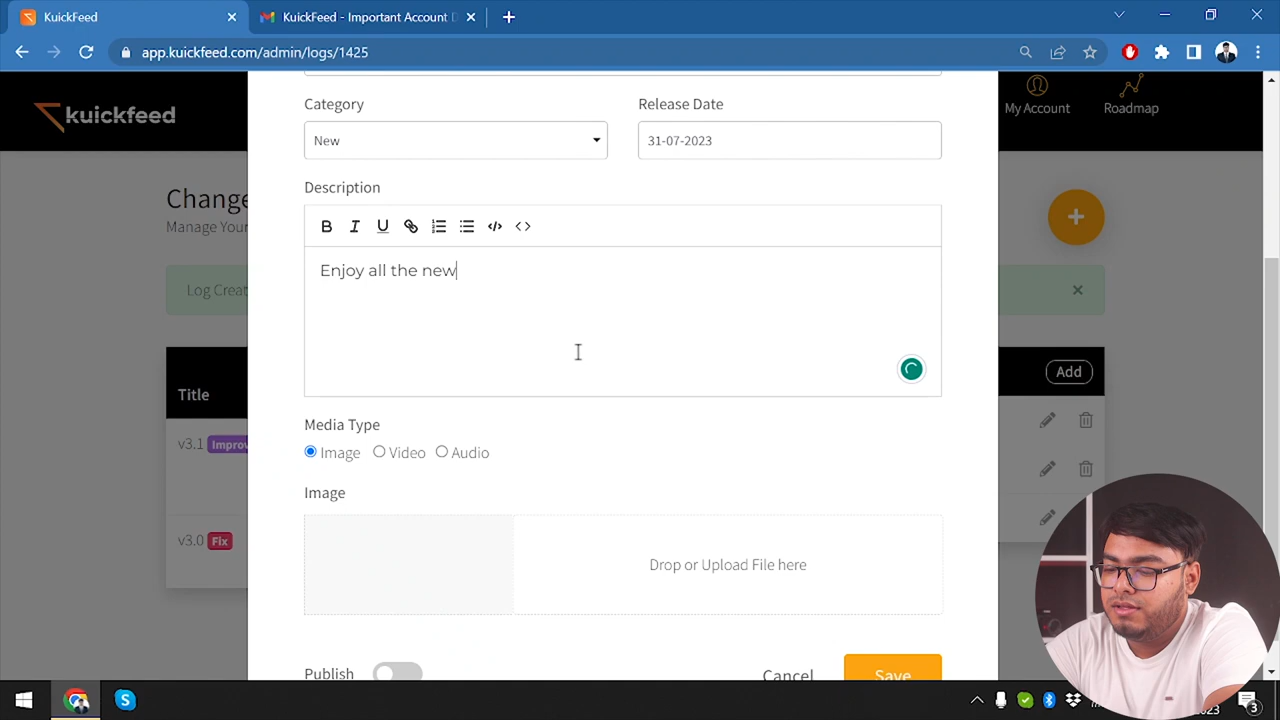 KuickFeed
KuickFeed - Important Account D
app.kuickfeed.com/admin/logs/1425
kuickfeed
My Account
Roadmap
Category
Release Date
New
31-07-2023
Description
Change
Manage Your
Enjoy all the new
Log Creat
Add
Title
Media Type
v3.1 Improv
Image Video Audio
Image
v3.0 Fix
Drop or Upload File here
Publish
Cancel
Save
2023
3